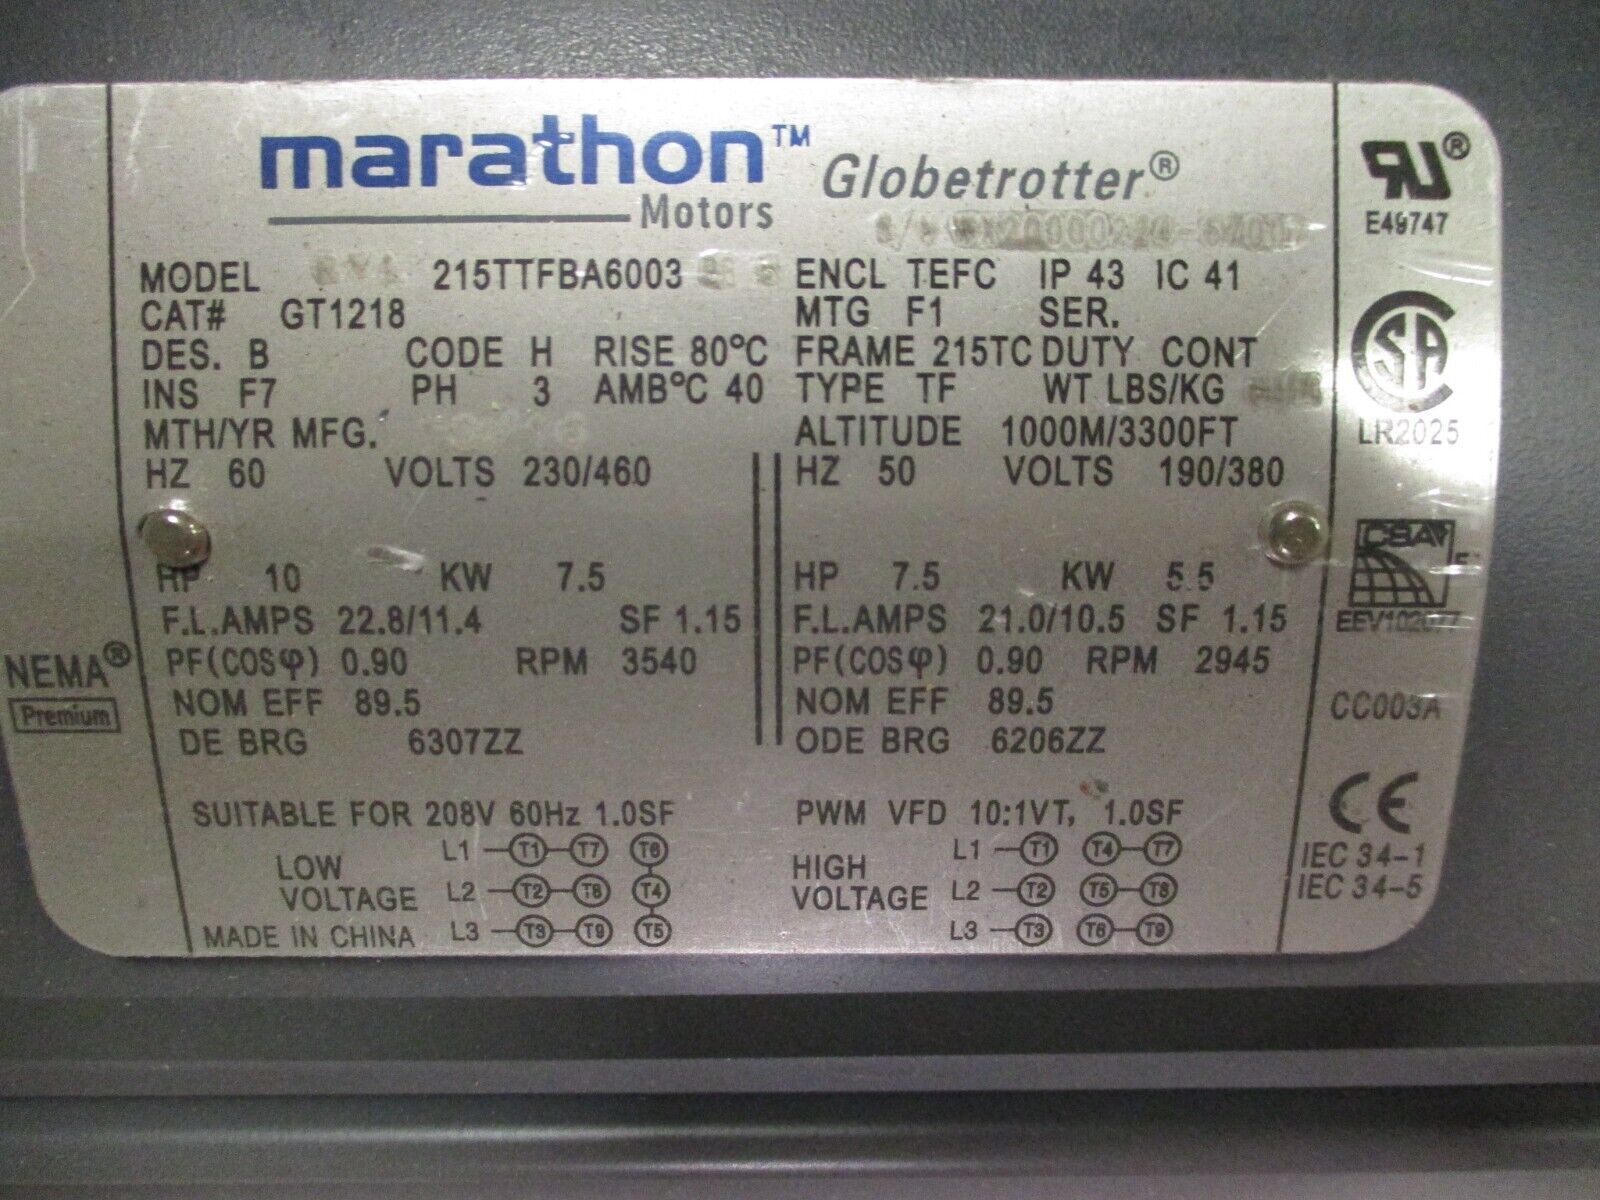 marathon™ Globetrotter®
Motors
MODEL 215TTFBA6003
CAT# GT1218
DES. B CODE H RISE 80°C
INS F7 PH 3 AMB°C 40
MTH/YR MFG.
HZ 60 VOLTS 230/460
HP 10 KW 7.5
F.L.AMPS 22.8/11.4 SF 1.15
PF(COSφ) 0.90 RPM 3540
NOM EFF 89.5
DE BRG 6307ZZ
ENCL TEFC IP 43 IC 41
MTG F1 SER.
FRAME 215TC DUTY CONT
TYPE TF WT LBS/KG
ALTITUDE 1000M/3300FT
HZ 50 VOLTS 190/380
HP 7.5 KW 5.5
F.L.AMPS 21.0/10.5 SF 1.15
PF(COSφ) 0.90 RPM 2945
NOM EFF 89.5
ODE BRG 6206ZZ
SUITABLE FOR 208V 60Hz 1.0SF
PWM VFD 10:1VT, 1.0SF
LOW VOLTAGE
L1 T1 T7 T6
L2 T2 T8 T4
L3 T3 T9 T5
HIGH VOLTAGE
L1 T1 T4 T7
L2 T2 T5 T8
L3 T3 T6 T9
MADE IN CHINA
NEMA®
Premium
RU®
E49747
CSA
LR2025
CC003A
CE
IEC 34-1
IEC 34-5